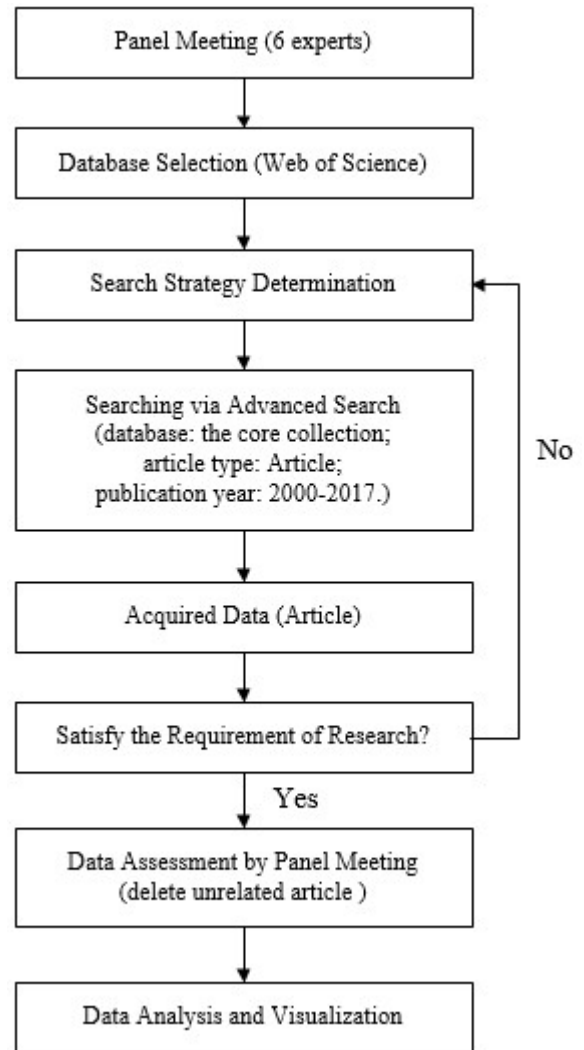 Panel Meeting (6 experts)
Database Selection (Web of Science)
Search Strategy Determination
Searching via Advanced Search
(database: the core collection;
article type: Article;
publication year: 2000-2017.)
No
Acquired Data (Article)
Satisfy the Requirement of Research?
Yes
Data Assessment by Panel Meeting
(delete unrelated article )
Data Analysis and Visualization